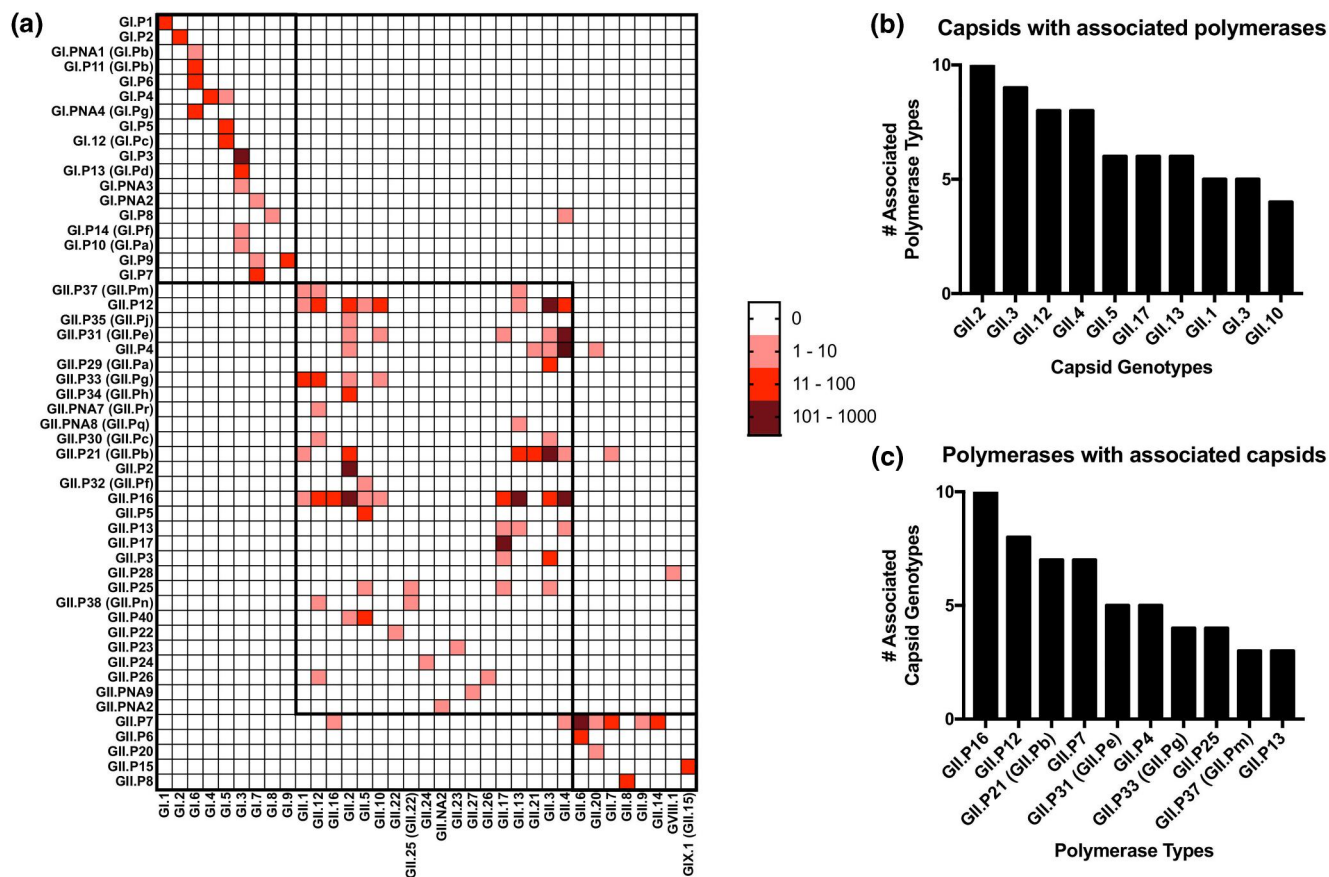 (a)
GI.P1
GI.P2
GI.PNA1 (GI.Pb)
GI.P11 (GI.Pb)
GI.P6
GI.P4
GI.PNA4 (GI.Pg)
GI.P5
GI.12 (GI.Pc)
GI.P3
GI.P13 (GI.Pd)
GI.PNA3
GI.PNA2
GI.P8
GI.P14 (GI.Pf)
GI.P10 (GI.Pa)
GI.P9
GI.P7
GII.P37 (GII.Pm)
GII.P12
GII.P35 (GII.Pj)
GII.P31 (GII.Pe)
GII.P4
GII.P29 (GII.Pa)
GII.P33 (GII.Pg)
GII.P34 (GII.Ph)
GII.PNA7 (GII.Pr)
GII.PNA8 (GII.Pq)
GII.P30 (GII.Pc)
GII.P21 (GII.Pb)
GII.P2
GII.P32 (GII.Pf)
GII.P16
GII.P5
GII.P13
GII.P17
GII.P3
GII.P28
GII.P25
GII.P38 (GII.Pn)
GII.P40
GII.P22
GII.P23
GII.P24
GII.P26
GII.PNA9
GII.PNA2
GII.P7
GII.P6
GII.P20
GII.P15
GII.P8
GI.1
GI.2
GI.6
GI.4
GI.5
GI.3
GI.7
GI.8
GI.9
GII.1
GII.12
GII.16
GII.2
GII.5
GII.10
GII.22
GII.25 (GII.22)
GII.24
GII.NA2
GII.23
GII.27
GII.26
GII.17
GII.13
GII.21
GII.3
GII.4
GII.6
GII.20
GII.7
GII.8
GII.9
GII.14
GVIII.1
GIX.1 (GII.15)
0
1 - 10
11 - 100
101 - 1000
(b)
Capsids with associated polymerases
# Associated
Polymerase Types
10
5
0
GII.2
GII.3
GII.12
GII.4
GII.5
GII.17
GII.13
GII.1
GI.3
GII.10
Capsid Genotypes
(c)
Polymerases with associated capsids
# Associated
Capsid Genotypes
10
5
0
GII.P16
GII.P12
GII.P21 (GII.Pb)
GII.P7
GII.P31 (GII.Pe)
GII.P4
GII.P33 (GII.Pg)
GII.P25
GII.P37 (GII.Pm)
GII.P13
Polymerase Types